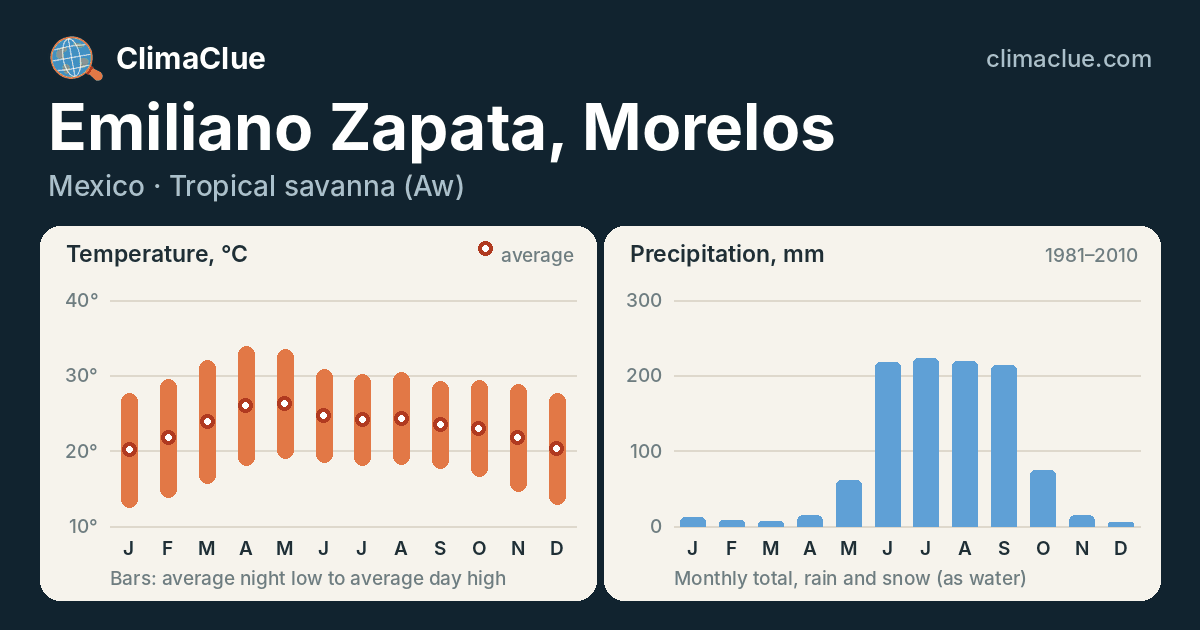 ClimaClue
climaclue.com
Emiliano Zapata, Morelos
Mexico · Tropical savanna (Aw)
Temperature, °C
average
40°
30°
20°
10°
J F M A M J J A S O N D
Bars: average night low to average day high
Precipitation, mm
1981–2010
300
200
100
0
J F M A M J J A S O N D
Monthly total, rain and snow (as water)